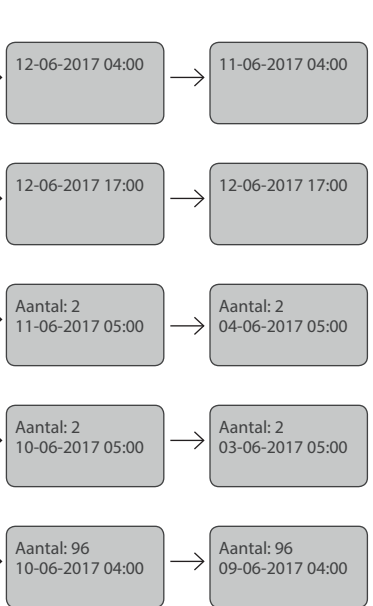 12-06-2017 04:00
11-06-2017 04:00
12-06-2017 17:00
12-06-2017 17:00
Aantal: 2
11-06-2017 05:00
Aantal: 2
04-06-2017 05:00
Aantal: 2
10-06-2017 05:00
Aantal: 2
03-06-2017 05:00
Aantal: 96
10-06-2017 04:00
Aantal: 96
09-06-2017 04:00